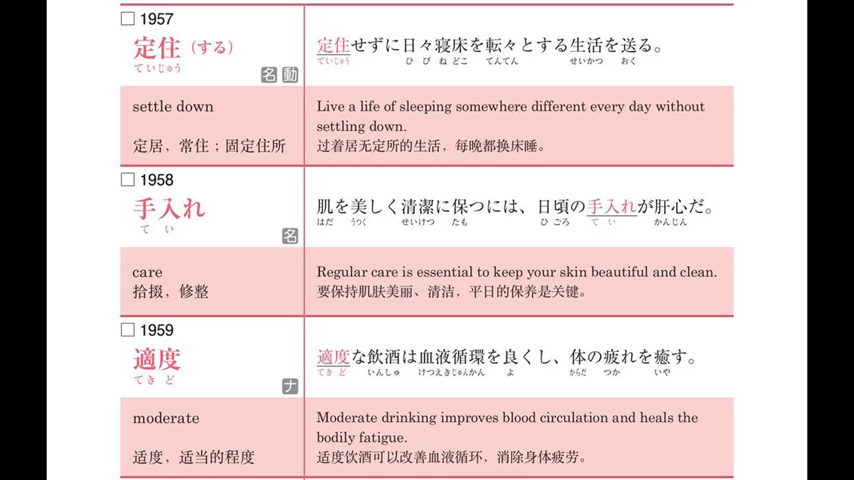 1957
定住（する）
ていじゅう
名 動
定住せずに日々寝床を転々とする生活を送る。
ていじゅう ひび ねどこ てんてん せいかつ おく
settle down
定居，常住；固定住所
Live a life of sleeping somewhere different every day without
settling down.
过着居无定所的生活，每晚都换床睡。
1958
手入れ
てい
名
肌を美しく清潔に保つには、日頃の手入れが肝心だ。
はだ うつく せいけつ たも ひごろ てい かんじん
care
拾掇，修整
Regular care is essential to keep your skin beautiful and clean.
要保持肌肤美丽、清洁，平日的保养是关键。
1959
適度
てきど
ナ
適度な飲酒は血液循環を良くし、体の疲れを癒す。
てきど いんしゅ けつえきじゅんかん よ からだ つか いや
moderate
适度，适当的程度
Moderate drinking improves blood circulation and heals the
bodily fatigue.
适度饮酒可以改善血液循环，消除身体疲劳。